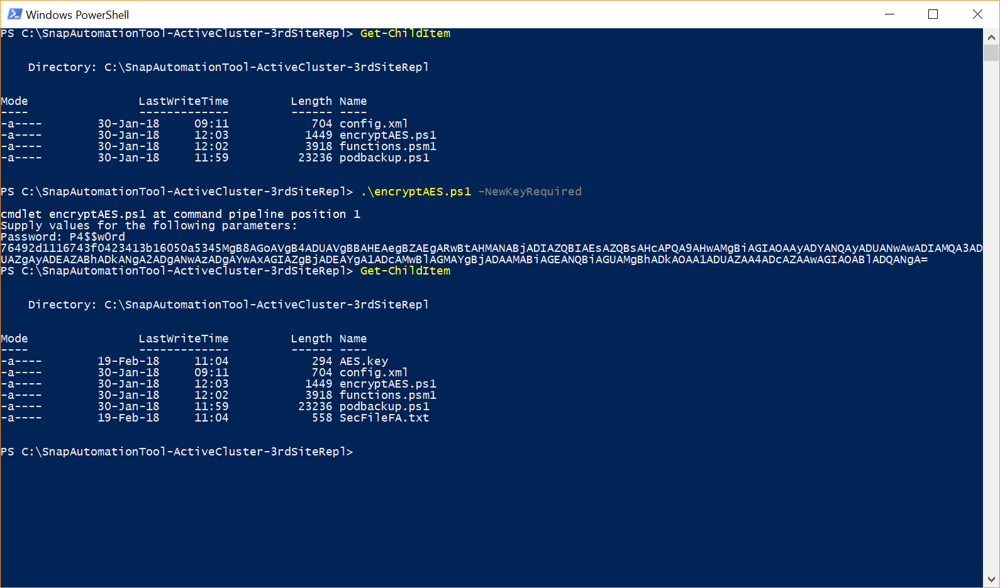 Windows PowerShell
PS C:\SnapAutomationTool-ActiveCluster-3rdSiteRepl> Get-ChildItem
Directory: C:\SnapAutomationTool-ActiveCluster-3rdSiteRepl
Mode LastWriteTime Length Name
---- ------------- ------ ----
-a---- 30-Jan-18 09:11 704 config.xml
-a---- 30-Jan-18 12:03 1449 encryptAES.ps1
-a---- 30-Jan-18 12:02 3918 functions.psm1
-a---- 30-Jan-18 11:59 23236 podbackup.ps1
PS C:\SnapAutomationTool-ActiveCluster-3rdSiteRepl> .\encryptAES.ps1 -NewKeyRequired
cmdlet encryptAES.ps1 at command pipeline position 1
Supply values for the following parameters:
Password: P4$$w0rd
76492d1116743f0423413b16050a5345MgB8AGoAVgB4ADUAVgBBAHEAegBZAEgARwBtAHMANABjADIAZQBIAEsAZQBsAHcAPQA9AHwAMgBiAGIAOAAyADYANQAyADUANwAwADIAMQA3AD
UAZgAyADEAZABhADkANgA2ADgANwAzADgAYwAxAGIAZgBjADEAYgA1ADcAMwBlAGMAYgBjADAAMABiAGEANQBiAGUAMgBhADkAOAA1ADUAZAA4ADcAZAAwAGIAOABlADQANgA=
PS C:\SnapAutomationTool-ActiveCluster-3rdSiteRepl> Get-ChildItem
Directory: C:\SnapAutomationTool-ActiveCluster-3rdSiteRepl
Mode LastWriteTime Length Name
---- ------------- ------ ----
-a---- 19-Feb-18 11:04 294 AES.key
-a---- 30-Jan-18 09:11 704 config.xml
-a---- 30-Jan-18 12:03 1449 encryptAES.ps1
-a---- 30-Jan-18 12:02 3918 functions.psm1
-a---- 30-Jan-18 11:59 23236 podbackup.ps1
-a---- 19-Feb-18 11:04 558 SecFileFA.txt
PS C:\SnapAutomationTool-ActiveCluster-3rdSiteRepl>